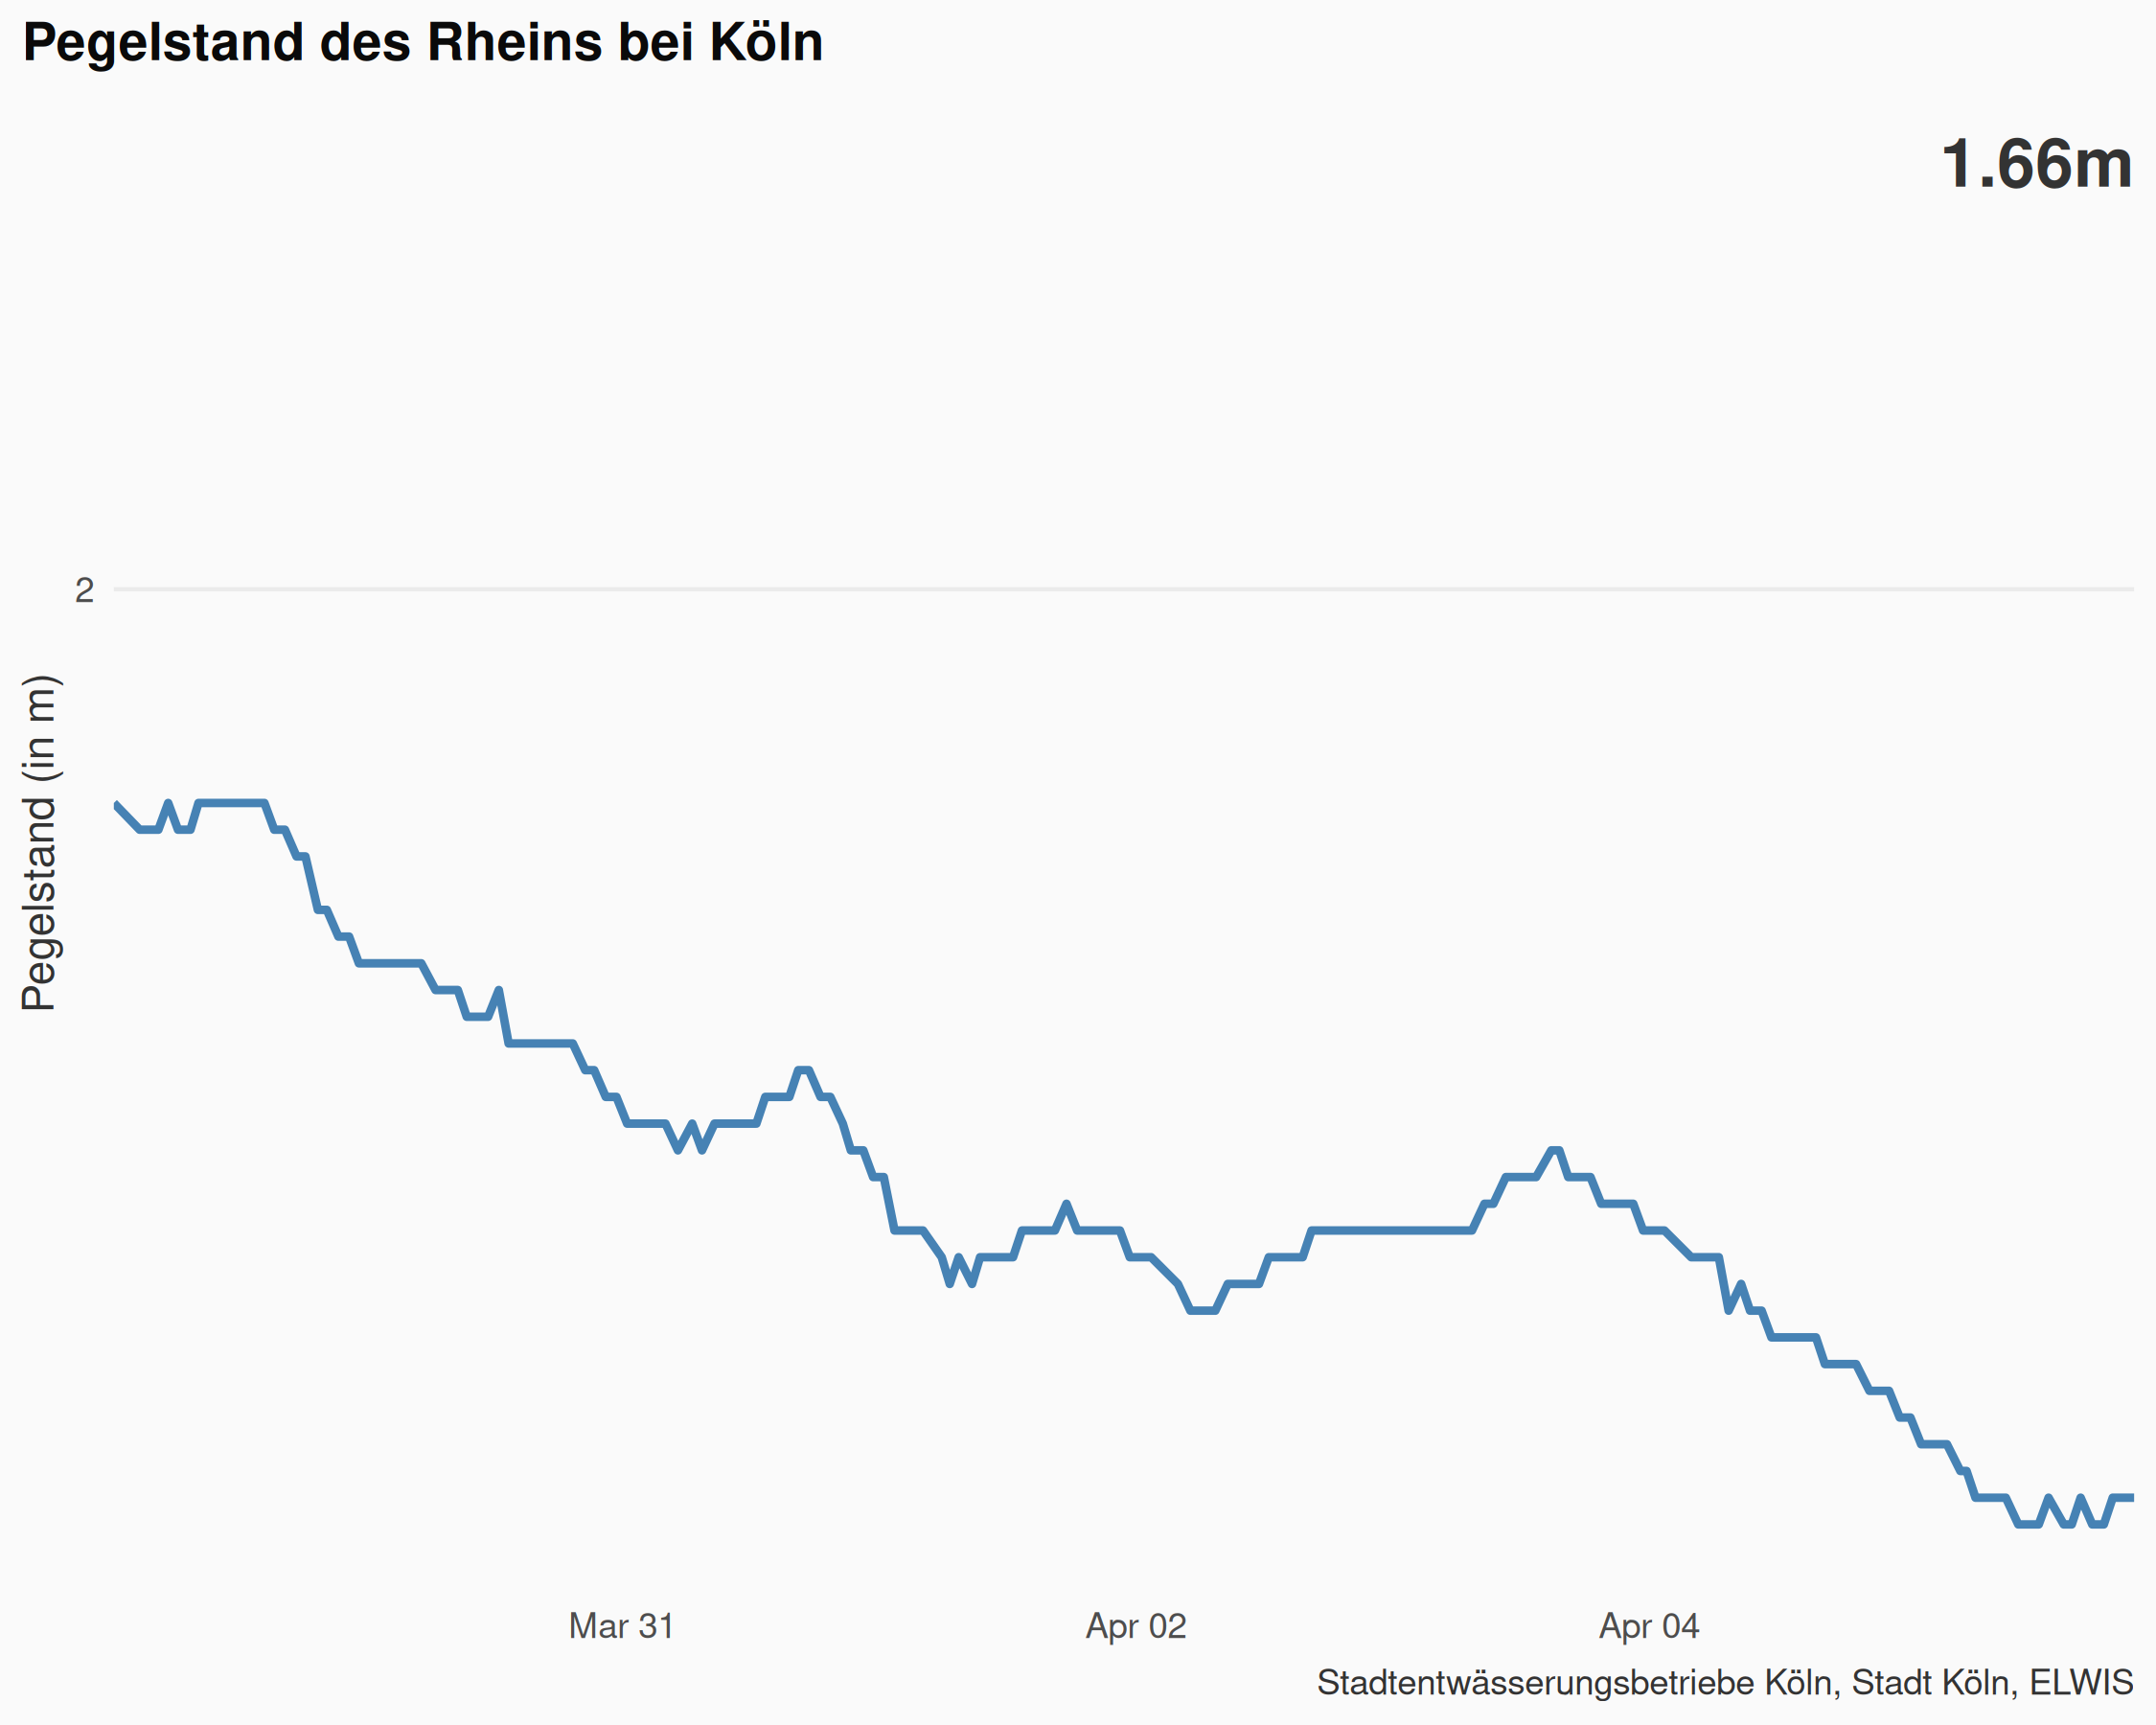 Pegelstand des Rheins bei Köln
1.66m
2
Pegelstand (in m)
Mar 31
Apr 02
Apr 04
Stadtentwässerungsbetriebe Köln, Stadt Köln, ELWIS